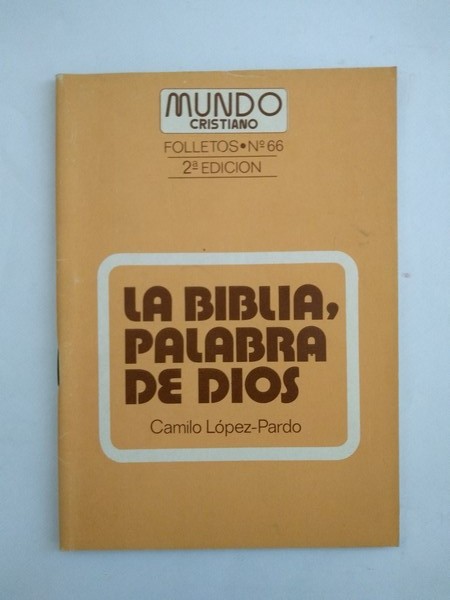 MUNDO
CRISTIANO
FOLLETOS • Nº 66
2ª EDICION
LA BIBLIA,
PALABRA
DE DIOS
Camilo López-Pardo